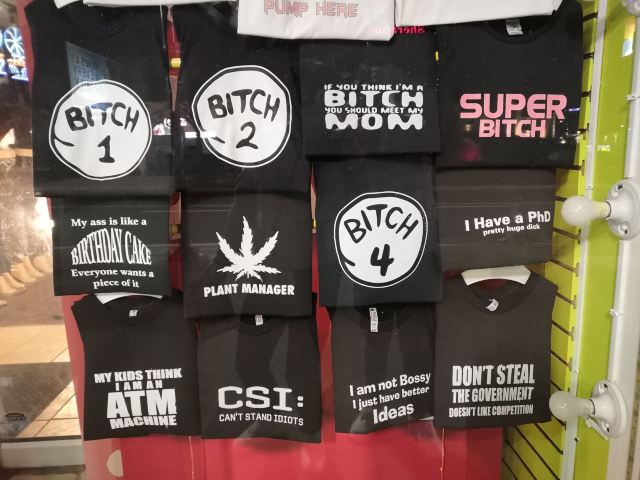 PUMP HERE
BITCH
1
BITCH
2
IF YOU THINK I'M A
BITCH
YOU SHOULD MEET MY
MOM
SUPER
BITCH
My ass is like a
BIRTHDAY CAKE
Everyone wants a
piece of it
PLANT MANAGER
BITCH
4
I Have a PhD
pretty huge dick
MY KIDS THINK
I AM AN
ATM
MACHINE
CSI:
CAN'T STAND IDIOTS
I am not Bossy
I just have better
Ideas
DON'T $TEAL
THE GOVERNMENT
DOESN'T LIKE COMPETITION